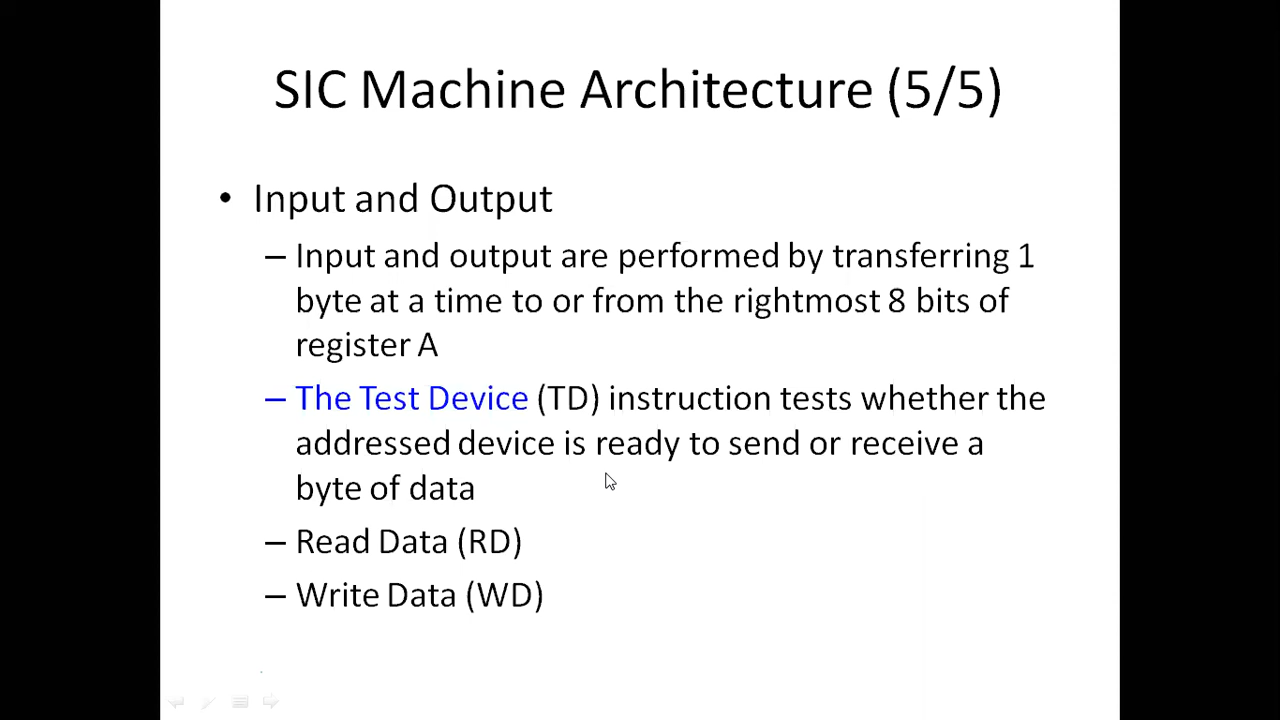 SIC Machine Architecture (5/5)
• Input and Output
– Input and output are performed by transferring 1
byte at a time to or from the rightmost 8 bits of
register A
– The Test Device (TD) instruction tests whether the
addressed device is ready to send or receive a
byte of data
– Read Data (RD)
– Write Data (WD)